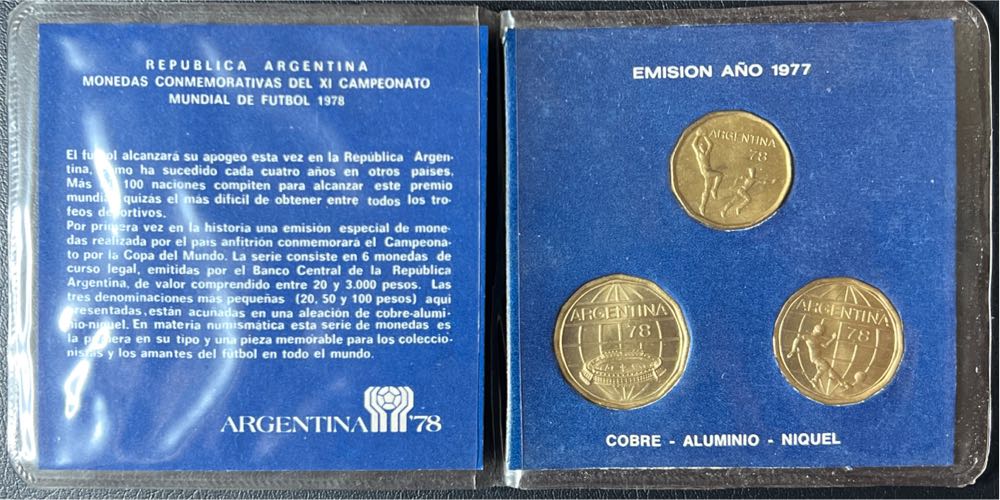 REPUBLICA ARGENTINA
MONEDAS CONMEMORATIVAS DEL XI CAMPEONATO
MUNDIAL DE FUTBOL 1978
El alcanzará su apogeo esta vez en la República Argen-
tina, como ha sucedido cada cuatro años en otros países.
Más 100 naciones compiten para alcanzar este premio
mundial quizás el más difícil de obtener entre todos los tro-
feos deportivos.
Por primera vez en la historia una emisión especial de mone-
das realizada por el país anfitrión conmemorará el Campeona-
to por la Copa del Mundo. La serie consiste en 6 monedas de
curso legal, emitidas por el Banco Central de la República
Argentina, de valor comprendido entre 20 y 3.000 pesos. Las
tres denominaciones más pequeñas (20, 50 y 100 pesos) aquí
presentadas, están acuñadas en una aleación de cobre-alumi-
nio-niquel. En materia numismática esta serie de monedas es
la primera en su tipo y una pieza memorable para los coleccio-
nistas y los amantes del fútbol en todo el mundo.
ARGENTINA '78
EMISION AÑO 1977
ARGENTINA
78
ARGENTINA
78
ARGENTINA
78
COBRE - ALUMINIO - NIQUEL